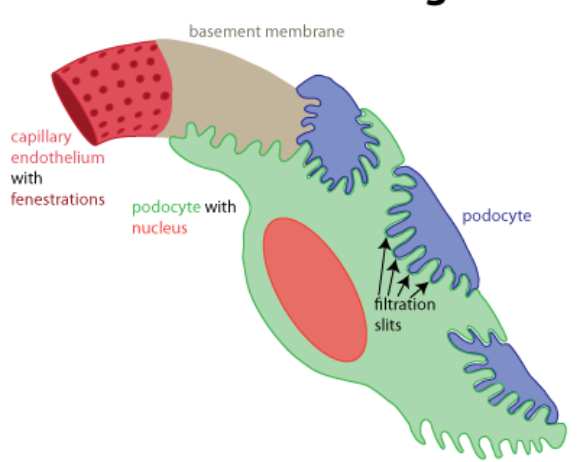 basement membrane
capillary
endothelium
with
fenestrations
podocyte with
nucleus
podocyte
filtration
slits